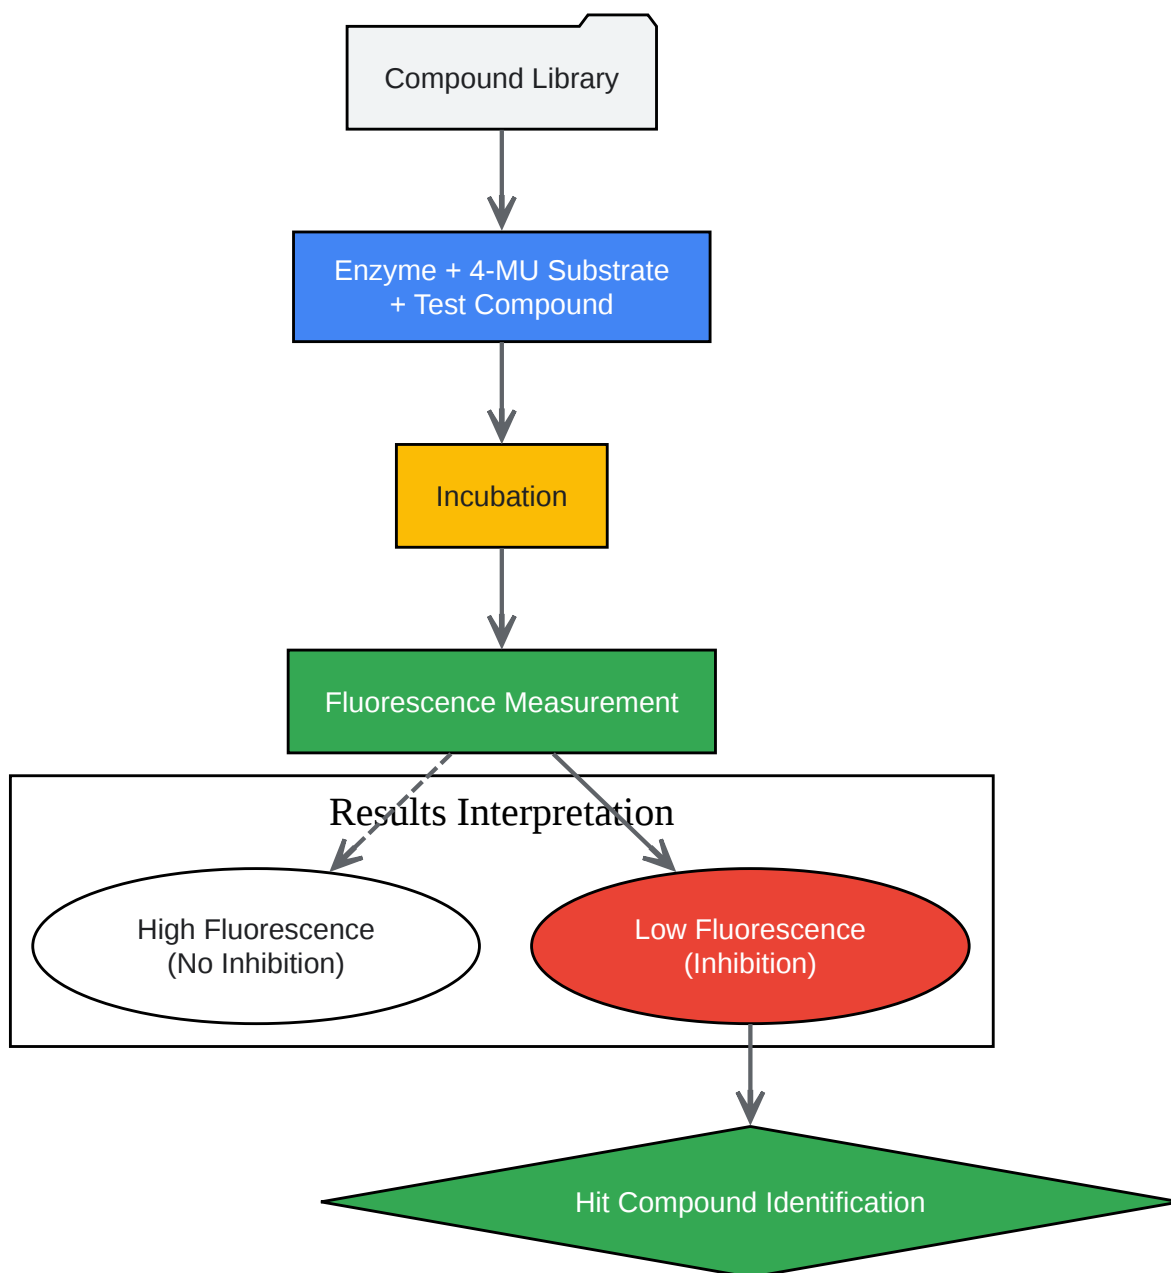 Compound Library
Enzyme + 4-MU Substrate
+ Test Compound
Incubation
Fluorescence Measurement
Results Interpretation
High Fluorescence
(No Inhibition)
Low Fluorescence
(Inhibition)
Hit Compound Identification